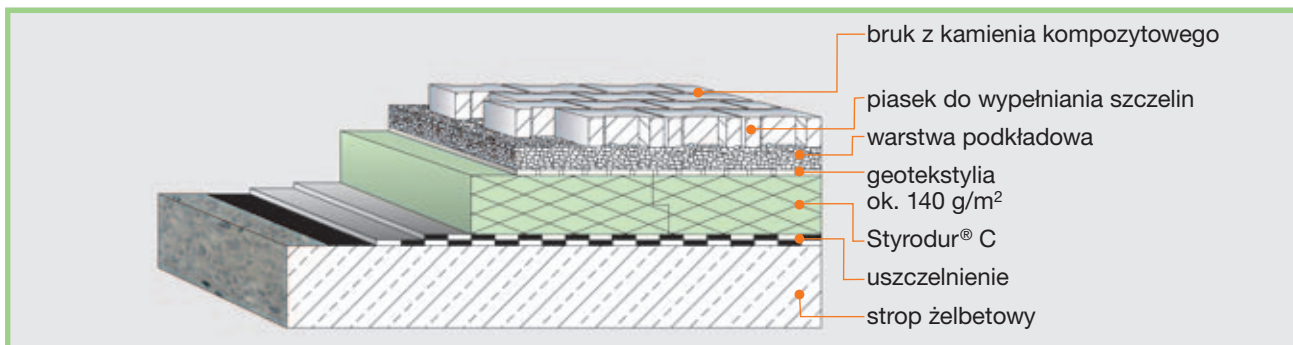 bruk z kamienia kompozytowego
piasek do wypełniania szczelin
warstwa podkładowa
geotekstylia
ok. 140 g/m²
Styrodur® C
uszczelnienie
strop żelbetowy